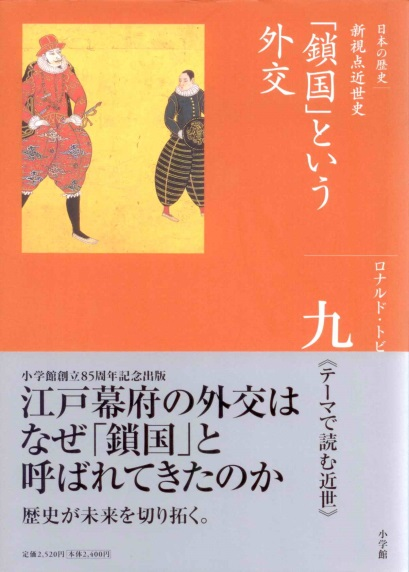 日本の歴史
新視点近世史
「鎖国」という
外交
ロナルド・トビ
九
《テーマで読む近世》
小学館創立85周年記念出版
江戸幕府の外交は
なぜ「鎖国」と
呼ばれてきたのか
歴史が未来を切り拓く。
定価2,520円 本体2,400円
小学館